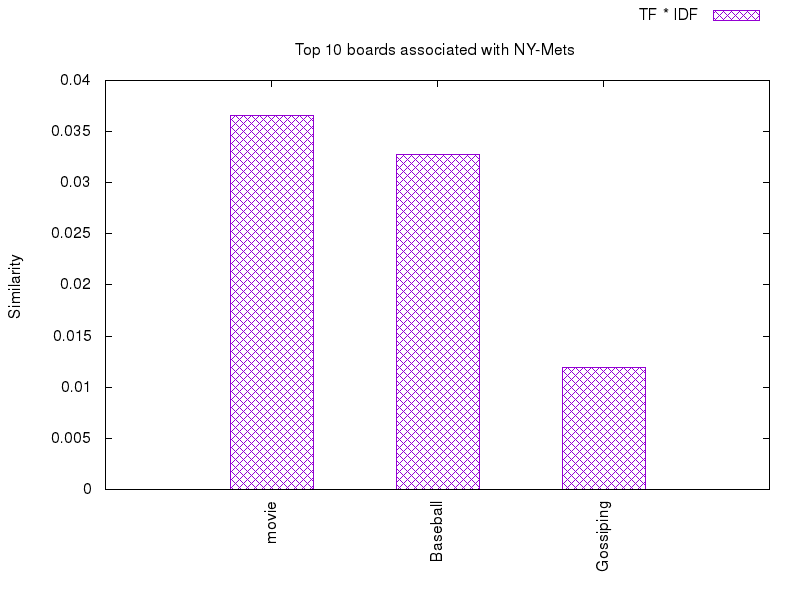 TF * IDF
Top 10 boards associated with NY-Mets
0.04
0.035
0.03
0.025
0.02
0.015
0.01
0.005
0
Similarity
movie
Baseball
Gossiping